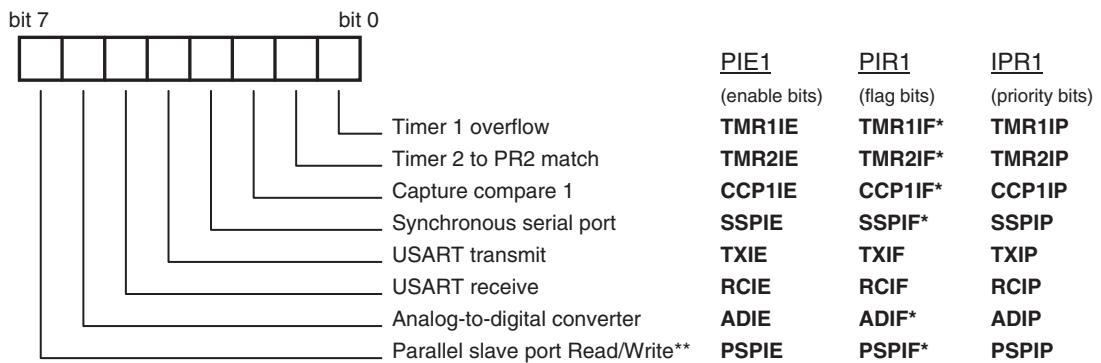 bit 7 bit 0
PIE1 PIR1 IPR1
(enable bits) (flag bits) (priority bits)
Timer 1 overflow TMR1IE TMR1IF* TMR1IP
Timer 2 to PR2 match TMR2IE TMR2IF* TMR2IP
Capture compare 1 CCP1IE CCP1IF* CCP1IP
Synchronous serial port SSPIE SSPIF* SSPIP
USART transmit TXIE TXIF TXIP
USART receive RCIE RCIF RCIP
Analog-to-digital converter ADIE ADIF* ADIP
Parallel slave port Read/Write** PSPIE PSPIF* PSPIP